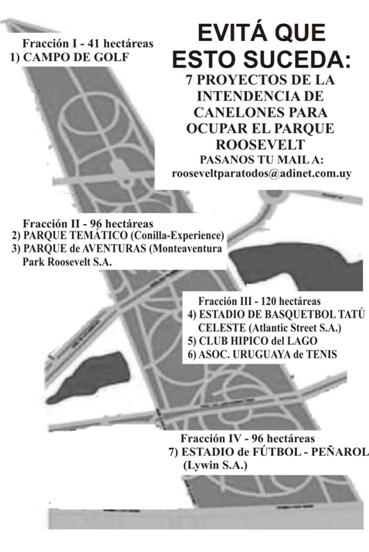 EVITÁ QUE
ESTO SUCEDA:
7 PROYECTOS DE LA
INTENDENCIA DE
CANELONES PARA
OCUPAR EL PARQUE
ROOSEVELT
PASANOS TU MAIL A:
rooseveltparatodos@adinet.com.uy
Fracción I - 41 hectáreas
1) CAMPO DE GOLF
Fracción II - 96 hectáreas
2) PARQUE TEMÁTICO (Conilla-Experience)
3) PARQUE de AVENTURAS (Monteaventura
Park Roosevelt S.A.
Fracción III - 120 hectáreas
4) ESTADIO DE BASQUETBOL TATÚ
CELESTE (Atlantic Street S.A.)
5) CLUB HIPICO del LAGO
6) ASOC. URUGUAYA de TENIS
Fracción IV - 96 hectáreas
7) ESTADIO de FÚTBOL - PEÑAROL
(Lywin S.A.)